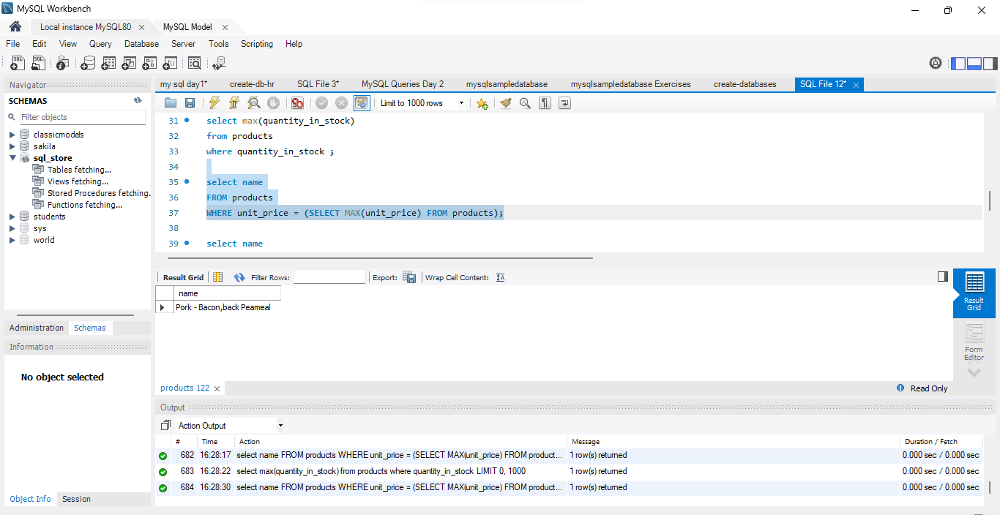 MySQL Workbench
Local instance MySQL80
MySQL Model
File Edit View Query Database Server Tools Scripting Help
Navigator
my sql day1* create-db-hr SQL File 3* MySQL Queries Day 2 mysqlsampledatabase mysqlsampledatabase Exercises create-databases SQL File 12*
SCHEMAS
Limit to 1000 rows
Filter objects
classicmodels
sakila
sql_store
Tables fetching...
Views fetching...
Stored Procedures fetching.
Functions fetching...
students
sys
world
31 select max(quantity_in_stock)
32 from products
33 where quantity_in_stock ;
34
35 select name
36 FROM products
37 WHERE unit_price = (SELECT MAX(unit_price) FROM products);
38
39 select name
Result Grid Filter Rows: Export: Wrap Cell Content:
name
Pork - Bacon,back Peameal
Result
Grid
Form
Editor
Administration Schemas
Information
No object selected
products 122
Read Only
Output
Action Output
# Time Action Message Duration / Fetch
682 16:28:17 select name FROM products WHERE unit_price = (SELECT MAX(unit_price) FROM product... 1 row(s) returned 0.000 sec / 0.000 sec
683 16:28:22 select max(quantity_in_stock) from products where quantity_in_stock LIMIT 0, 1000 1 row(s) returned 0.000 sec / 0.000 sec
684 16:28:30 select name FROM products WHERE unit_price = (SELECT MAX(unit_price) FROM product... 1 row(s) returned 0.000 sec / 0.000 sec
Object Info Session